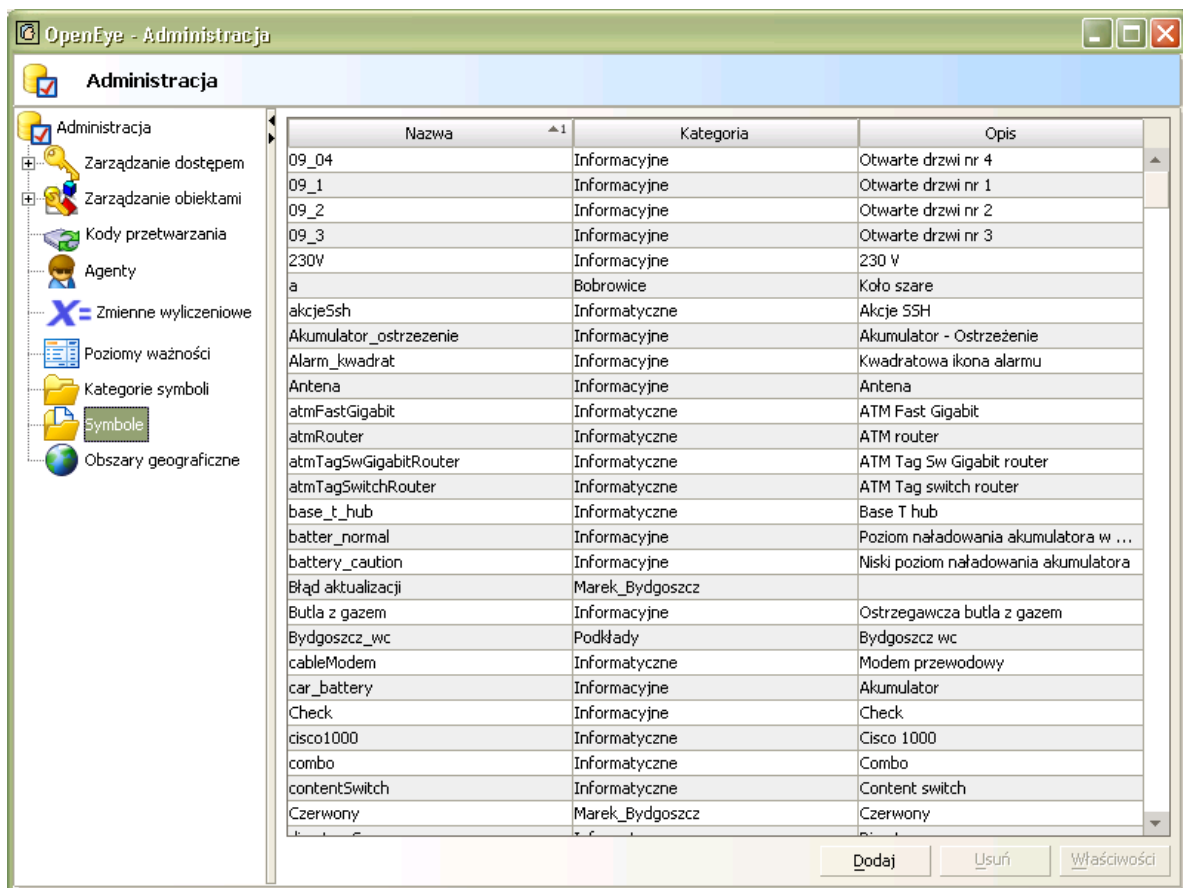 OpenEye - Administracja
Administracja
Administracja
Zarządzanie dostępem
Zarządzanie obiektami
Kody przetwarzania
Agenty
X= Zmienne wyliczeniowe
Poziomy ważności
Kategorie symboli
Symbole
Obszary geograficzne
Nazwa 1 Kategoria Opis
09_04 Informacyjne Otwarte drzwi nr 4
09_1 Informacyjne Otwarte drzwi nr 1
09_2 Informacyjne Otwarte drzwi nr 2
09_3 Informacyjne Otwarte drzwi nr 3
230V Informacyjne 230 V
a Bobrowice Koło szare
akcjeSsh Informatyczne Akcje SSH
Akumulator_ostrzezenie Informacyjne Akumulator - Ostrzeżenie
Alarm_kwadrat Informacyjne Kwadratowa ikona alarmu
Antena Informacyjne Antena
atmFastGigabit Informatyczne ATM Fast Gigabit
atmRouter Informatyczne ATM router
atmTagSwGigabitRouter Informatyczne ATM Tag Sw Gigabit router
atmTagSwitchRouter Informatyczne ATM Tag switch router
base_t_hub Informatyczne Base T hub
batter_normal Informacyjne Poziom naładowania akumulatora w ...
battery_caution Informacyjne Niski poziom naładowania akumulatora
Błąd aktualizacji Marek_Bydgoszcz
Butla z gazem Informacyjne Ostrzegawcza butla z gazem
Bydgoszcz_wc Podkłady Bydgoszcz wc
cableModem Informatyczne Modem przewodowy
car_battery Informacyjne Akumulator
Check Informacyjne Check
cisco1000 Informatyczne Cisco 1000
combo Informatyczne Combo
contentSwitch Informatyczne Content switch
Czerwony Marek_Bydgoszcz Czerwony
Dodaj Usuń Właściwości